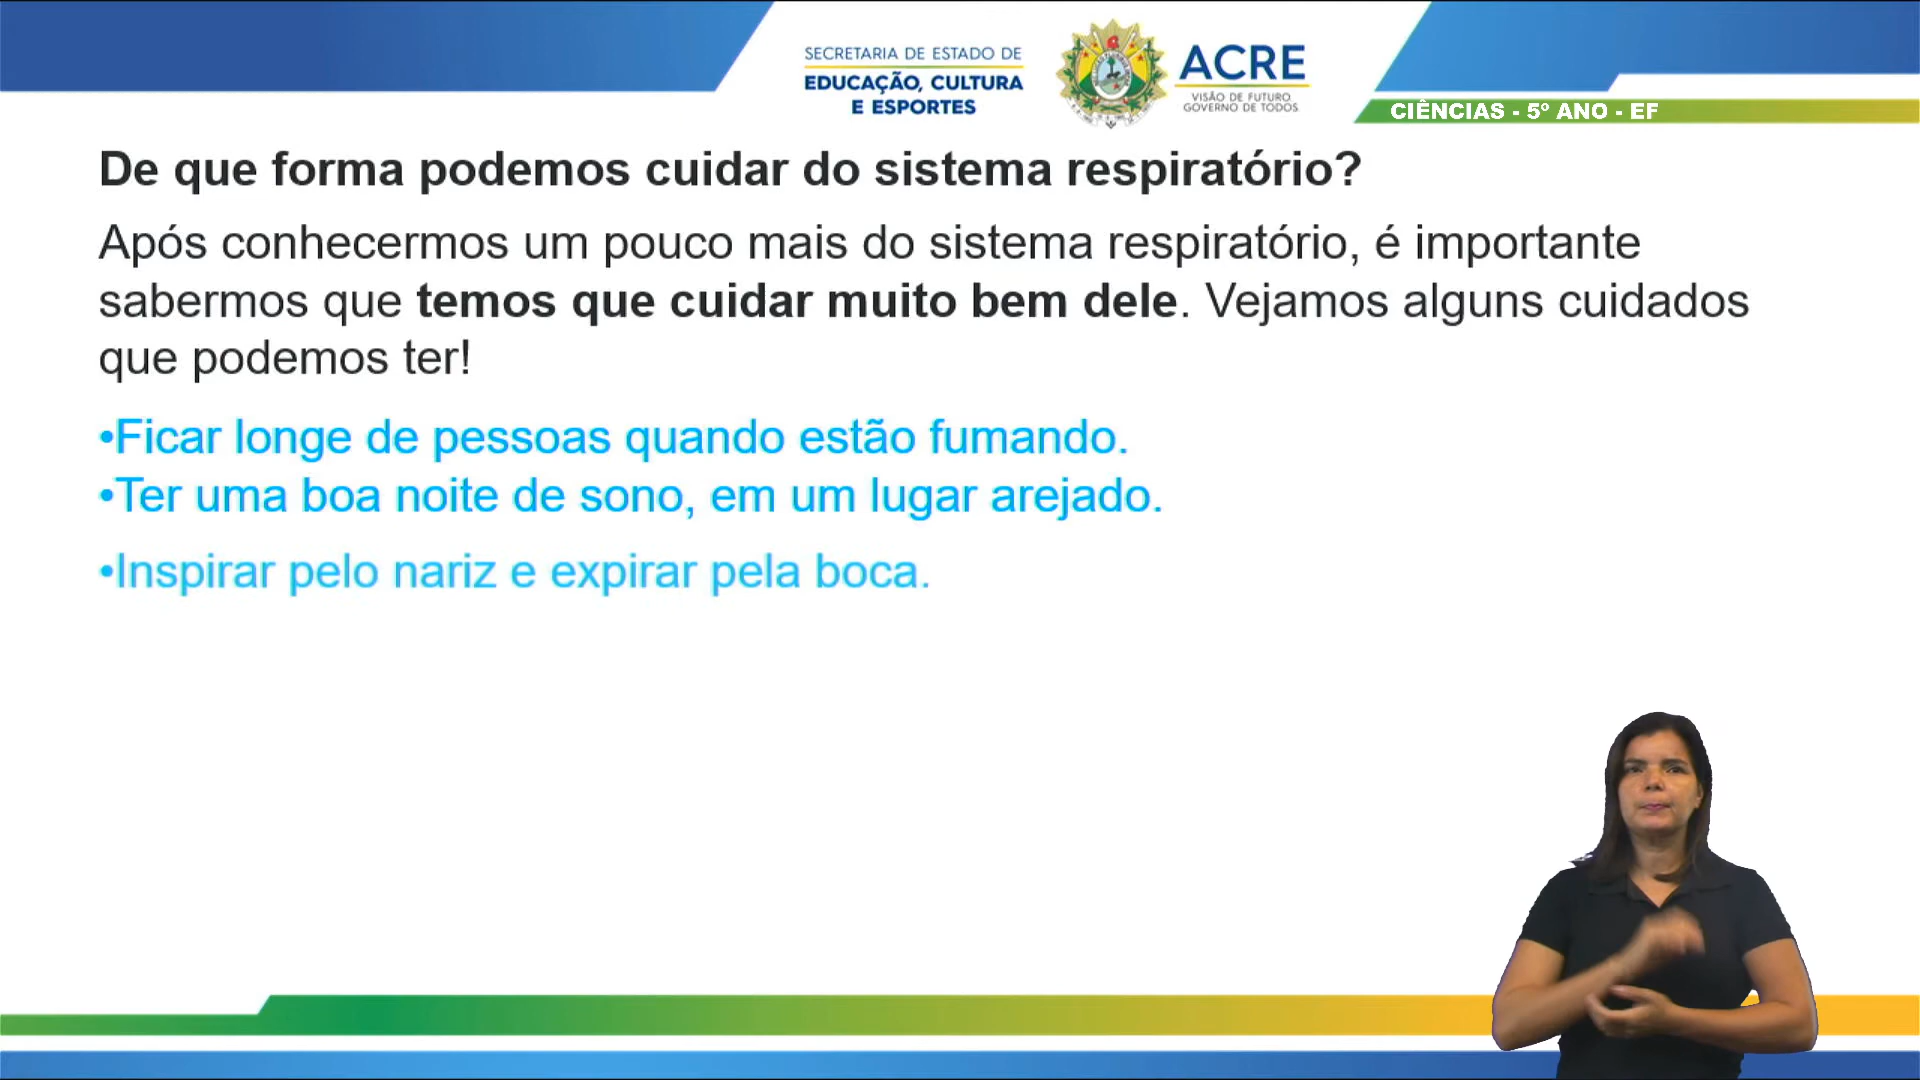 SECRETARIA DE ESTADO DE
EDUCAÇÃO, CULTURA
E ESPORTES
ACRE
VISÃO DE FUTURO
GOVERNO DE TODOS
CIÊNCIAS - 5º ANO - EF
De que forma podemos cuidar do sistema respiratório?
Após conhecermos um pouco mais do sistema respiratório, é importante
sabermos que temos que cuidar muito bem dele. Vejamos alguns cuidados
que podemos ter!
•Ficar longe de pessoas quando estão fumando.
•Ter uma boa noite de sono, em um lugar arejado.
•Inspirar pelo nariz e expirar pela boca.